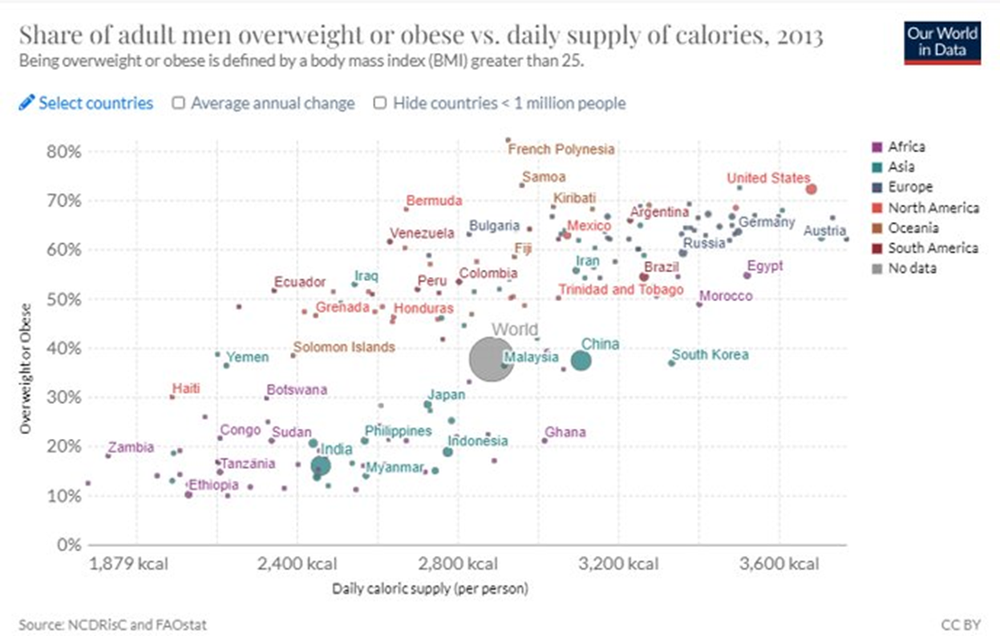 Share of adult men overweight or obese vs. daily supply of calories, 2013
Being overweight or obese is defined by a body mass index (BMI) greater than 25.
Our World
in Data
Select countries
Average annual change
Hide countries < 1 million people
80%
70%
60%
50%
40%
30%
20%
10%
0%
Overweight or Obese
French Polynesia
Samoa
United States
Kiribati
Bermuda
Argentina
Bulgaria
Mexico
Germany
Austria
Venezuela
Russia
Fiji
Iran
Brazil
Egypt
Colombia
Iraq
Ecuador
Peru
Trinidad and Tobago
Morocco
Grenada
Honduras
World
China
Solomon Islands
Malaysia
South Korea
Yemen
Haiti
Botswana
Japan
Congo
Sudan
Philippines
Ghana
Indonesia
Zambia
India
Tanzania
Myanmar
Ethiopia
1,879 kcal
2,400 kcal
2,800 kcal
3,200 kcal
3,600 kcal
Daily caloric supply (per person)
Africa
Asia
Europe
North America
Oceania
South America
No data
Source: NCDRisC and FAOstat
CC BY